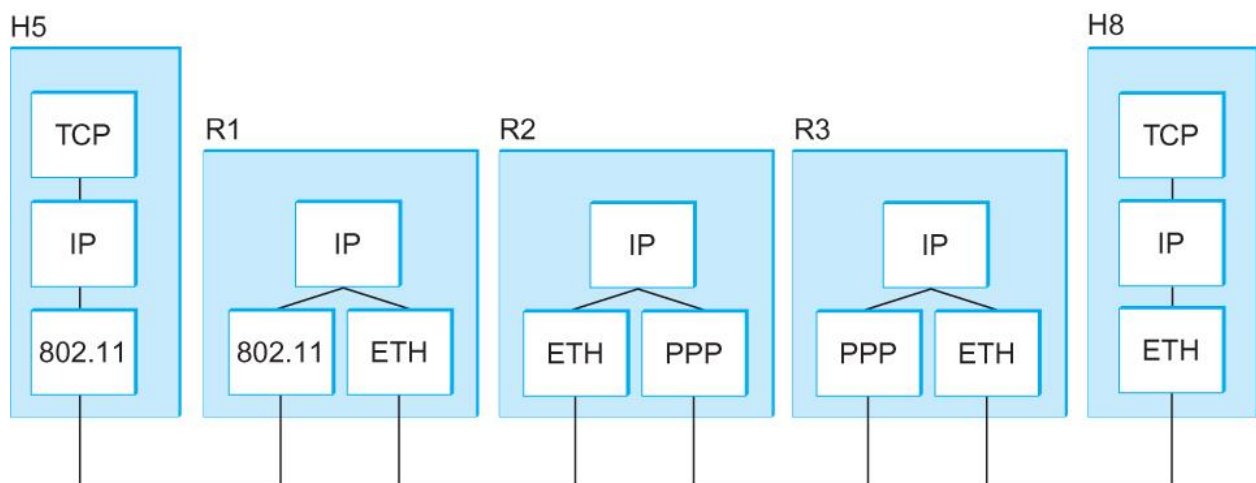 H5
H8
R1
R2
R3
TCP
TCP
IP
IP
IP
IP
IP
802.11
802.11
ETH
ETH
PPP
PPP
ETH
ETH